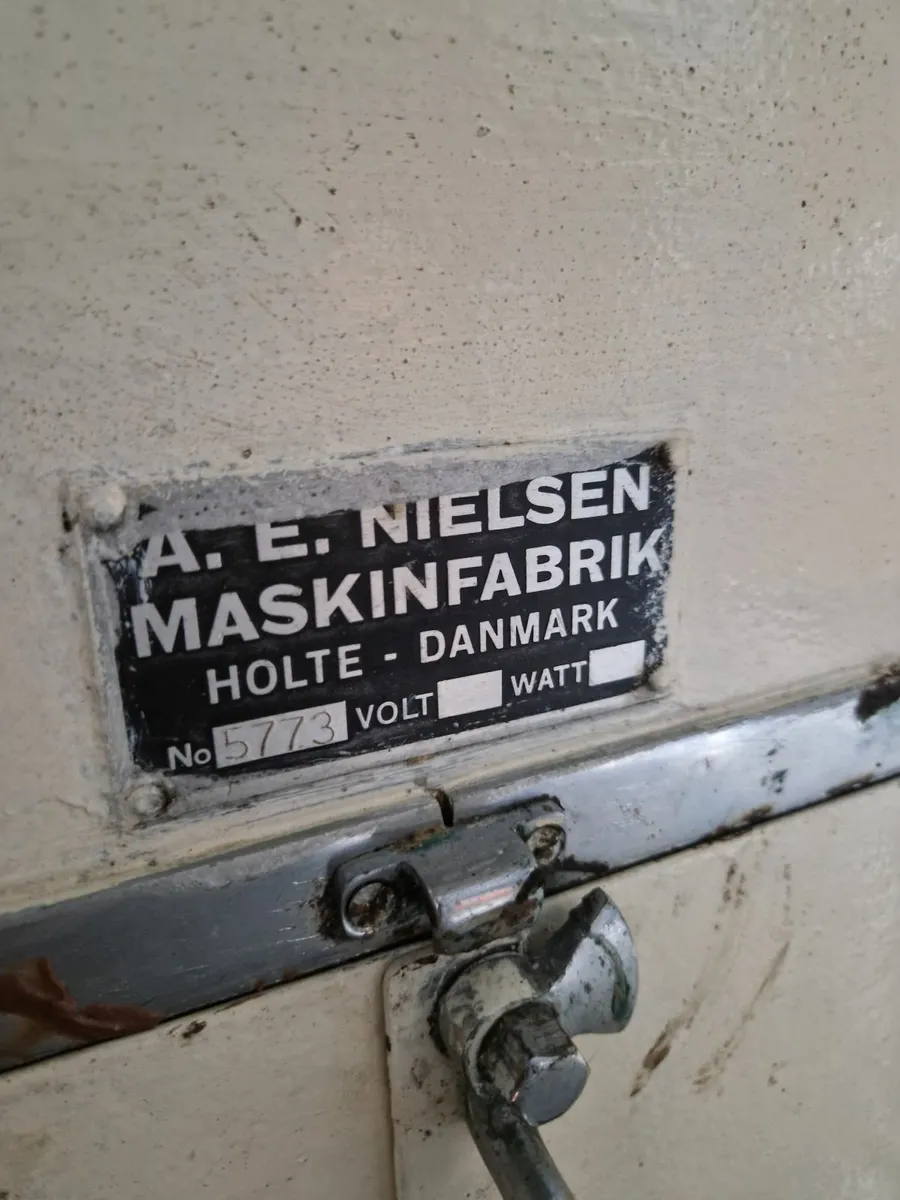 A. E. NIELSEN
MASKINFABRIK
HOLTE - DANMARK
No 5773 VOLT WATT